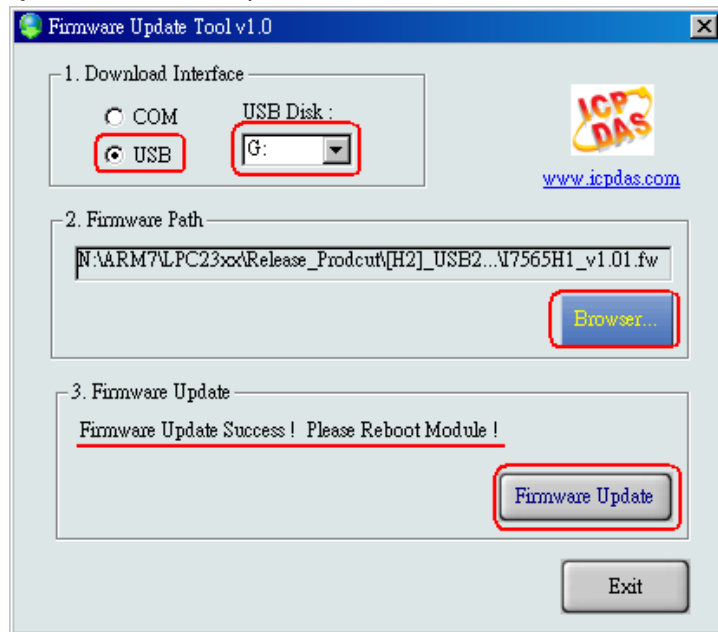 Firmware Update Tool v1.0
1. Download Interface
COM
USB Disk :
USB
G:
ICP
DAS
www.icpdas.com
2. Firmware Path
N:\ARM7\LPC23xx\Release_Prodcut\[H2]_USB2...\I7565H1_v1.01.fw
Browser...
3. Firmware Update
Firmware Update Success ! Please Reboot Module !
Firmware Update
Exit